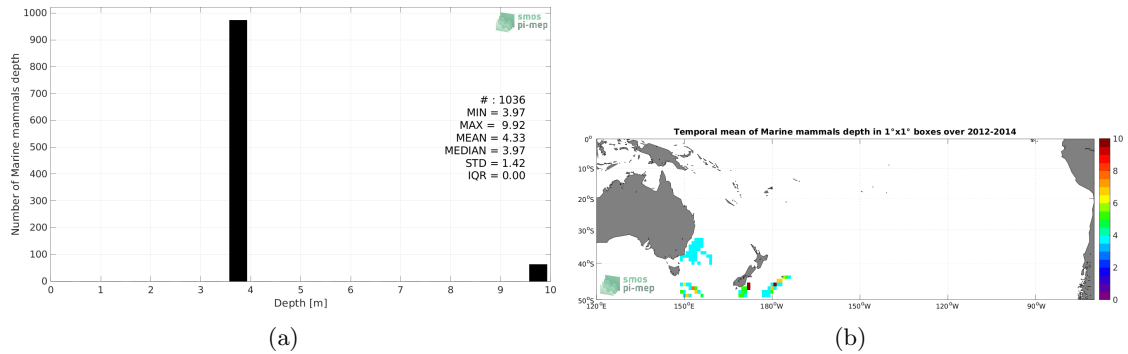 1000
900
800
700
600
500
400
300
200
100
0
Number of Marine mammals depth
smos
pi-mep
# : 1036
MIN = 3.97
MAX = 9.92
MEAN = 4.33
MEDIAN = 3.97
STD = 1.42
IQR = 0.00
0 1 2 3 4 5 6 7 8 9 10
Depth [m]
(a)
Temporal mean of Marine mammals depth in 1°x1° boxes over 2012-2014
0°
10°S
20°S
30°S
40°S
50°S
120°E 150°E 180°W 150°W 120°W 90°W
smos
pi-mep
10
8
6
4
2
0
(b)